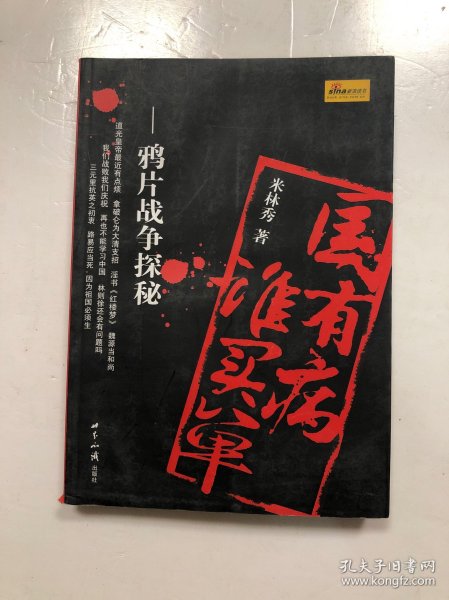 sina 新浪读书
国有病
谁买单
米林秀 著
——鸦片战争探秘
道光皇帝最近有点烦 拿破仑为大清支招 淫书《红楼梦》 魏源当和尚
我们战败我们庆祝 再也不能学习中国 林则徐还会有问题吗
三元里抗英之初衷 路易应当死,因为祖国必须生
世界知识出版社
孔夫子旧书网
www.kongfz.com